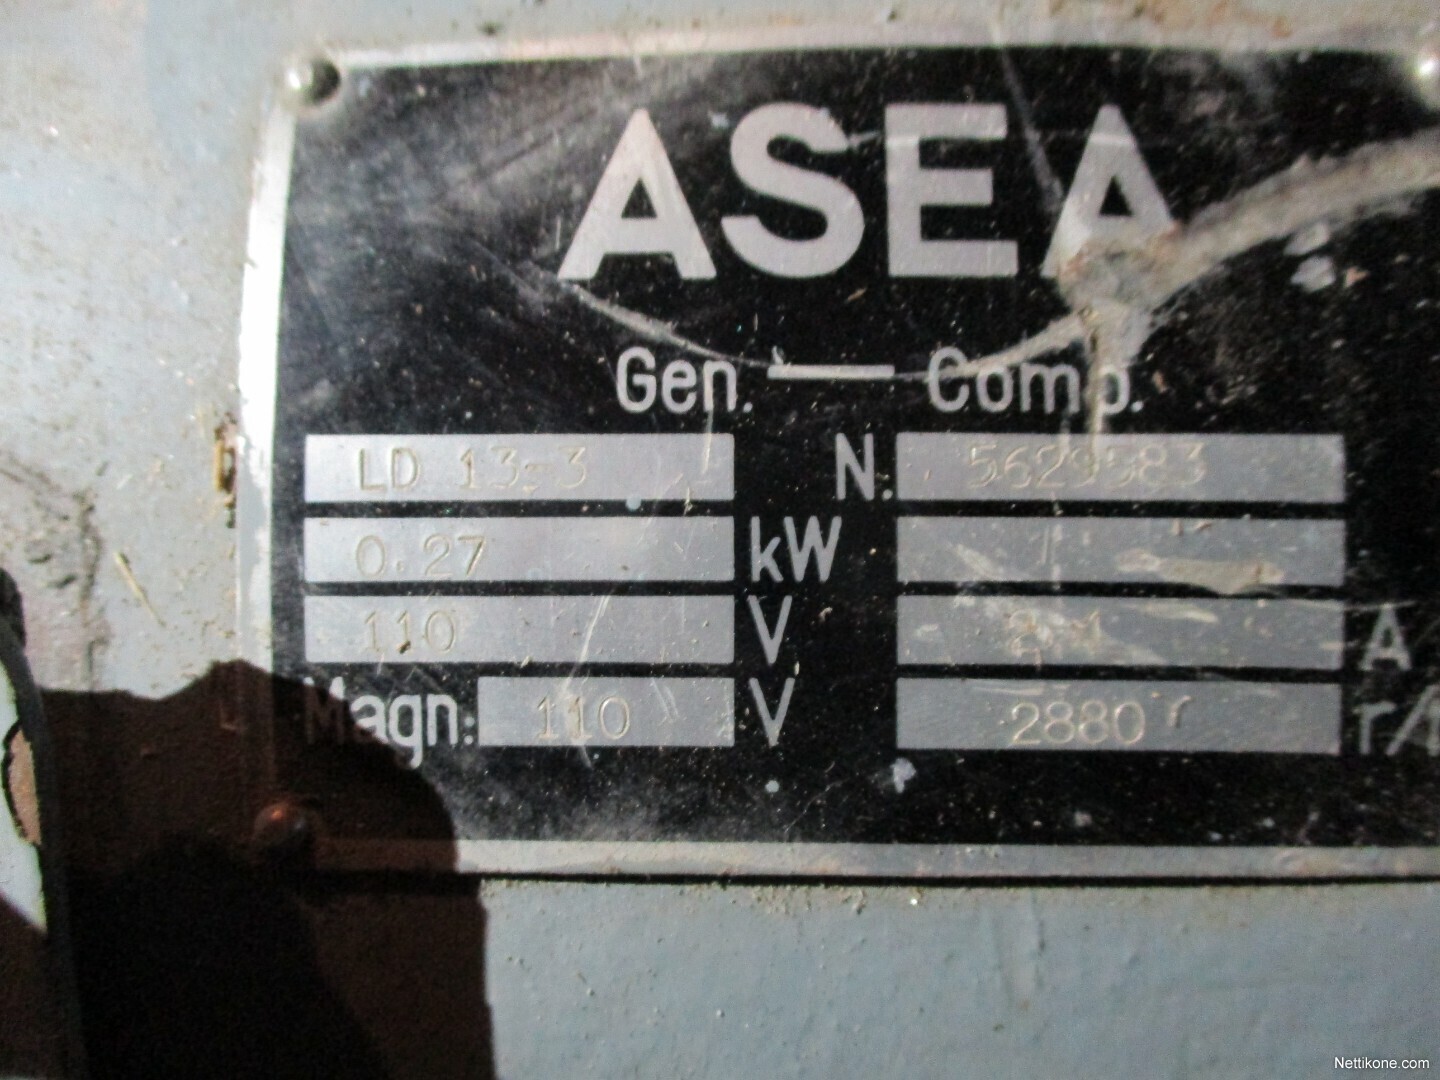 ASEA
Gen. — Comp.
LD 13-3 N. 5629583
0.27 kW
110 V A
Magn: 110 V 2880 r/
Nettikone.com